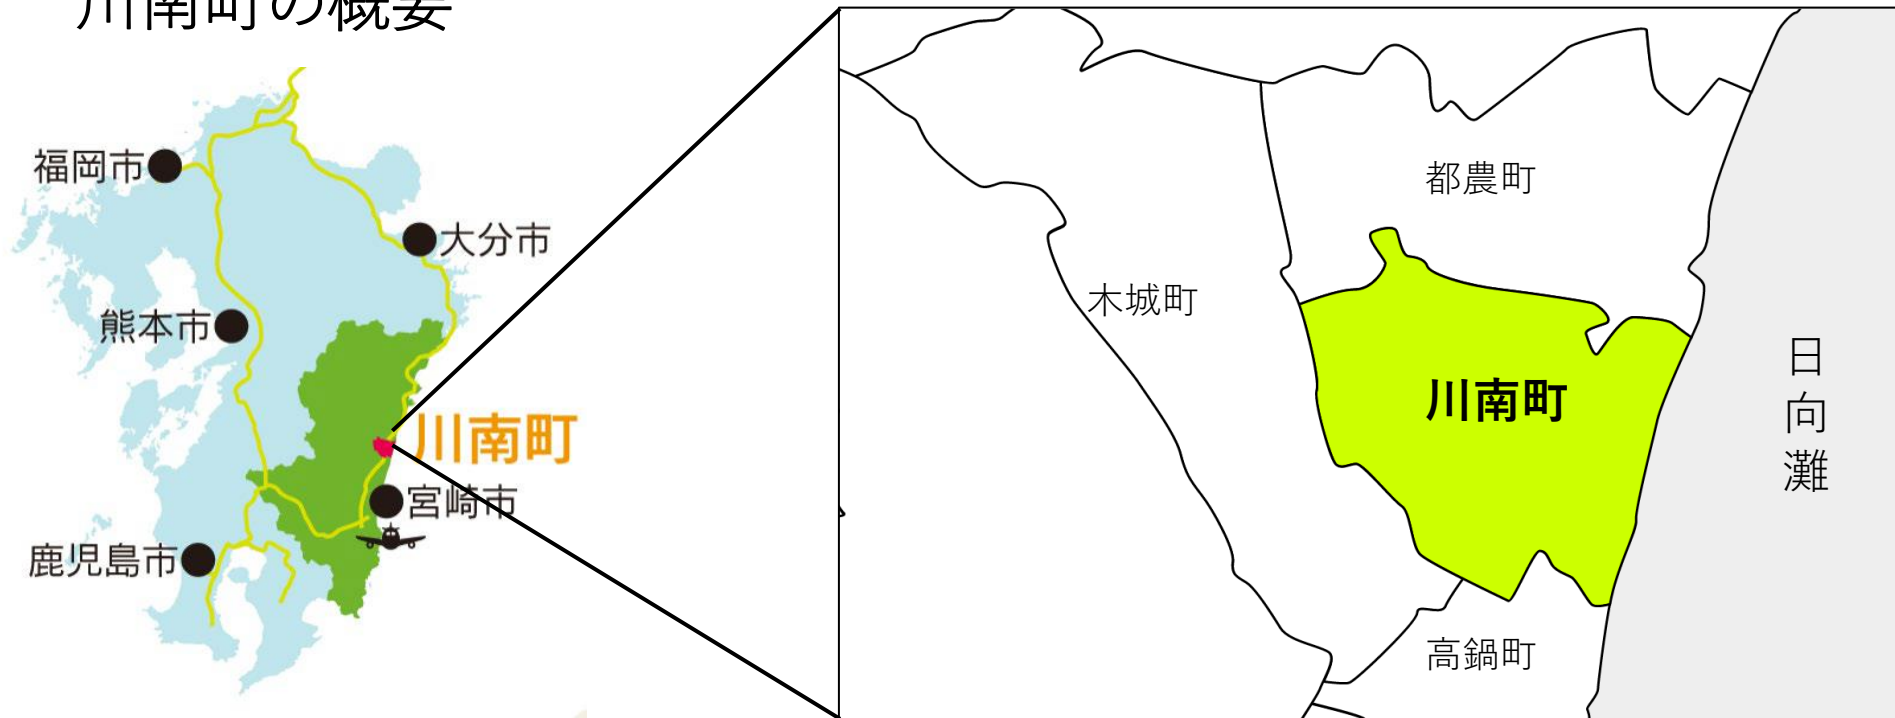 川南町の概要
福岡市
大分市
熊本市
川南町
宮崎市
鹿児島市
都農町
木城町
川南町
日向灘
高鍋町